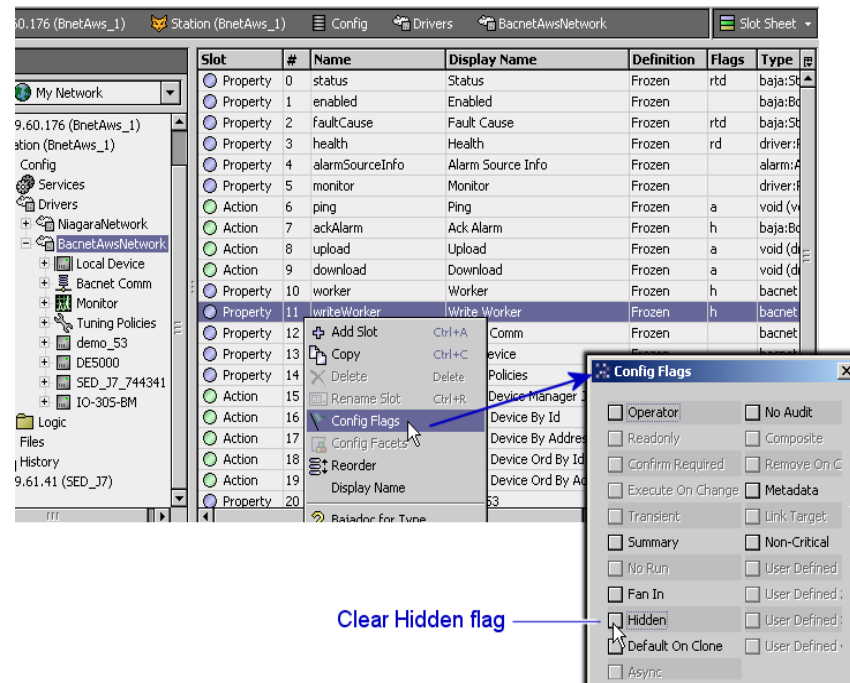 60.176 (BnetAws_1) Station (BnetAws_1) Config Drivers BacnetAwsNetwork Slot Sheet
My Network
9.60.176 (BnetAws_1)
ation (BnetAws_1)
Config
Services
Drivers
NiagaraNetwork
BacnetAwsNetwork
Local Device
Bacnet Comm
Monitor
Tuning Policies
demo_53
DE5000
SED_J7_744341
IO-30S-BM
Logic
Files
History
9.61.41 (SED_J7)
Slot # Name Display Name Definition Flags Type
Property 0 status Status Frozen rtd baja:St
Property 1 enabled Enabled Frozen baja:Bo
Property 2 faultCause Fault Cause Frozen rtd baja:St
Property 3 health Health Frozen rd driver:P
Property 4 alarmSourceInfo Alarm Source Info Frozen alarm:A
Property 5 monitor Monitor Frozen driver:P
Action 6 ping Ping Frozen a void (v
Action 7 ackAlarm Ack Alarm Frozen h baja:Bo
Action 8 upload Upload Frozen a void (dr
Action 9 download Download Frozen a void (dr
Property 10 worker Worker Frozen h bacnet
Property 11 writeWorker Write Worker Frozen h bacnet
Property 12 Comm Frozen bacnet
Property 13 evice
Property 14 Policies
Action 15 Device Manager J
Action 16 Device By Id
Action 17 Device By Addres
Action 18 Device Ord By Id
Action 19 Device Ord By Ad
Property 20 53
Add Slot Ctrl+A
Copy Ctrl+C
Delete Delete
Rename Slot Ctrl+R
Config Flags
Config Facets
Reorder
Display Name
Bajadoc for Type
Config Flags
Operator No Audit
Readonly Composite
Confirm Required Remove On C
Execute On Change Metadata
Transient Link Target
Summary Non-Critical
No Run User Defined
Fan In User Defined
Hidden User Defined
Default On Clone User Defined
Async
Clear Hidden flag